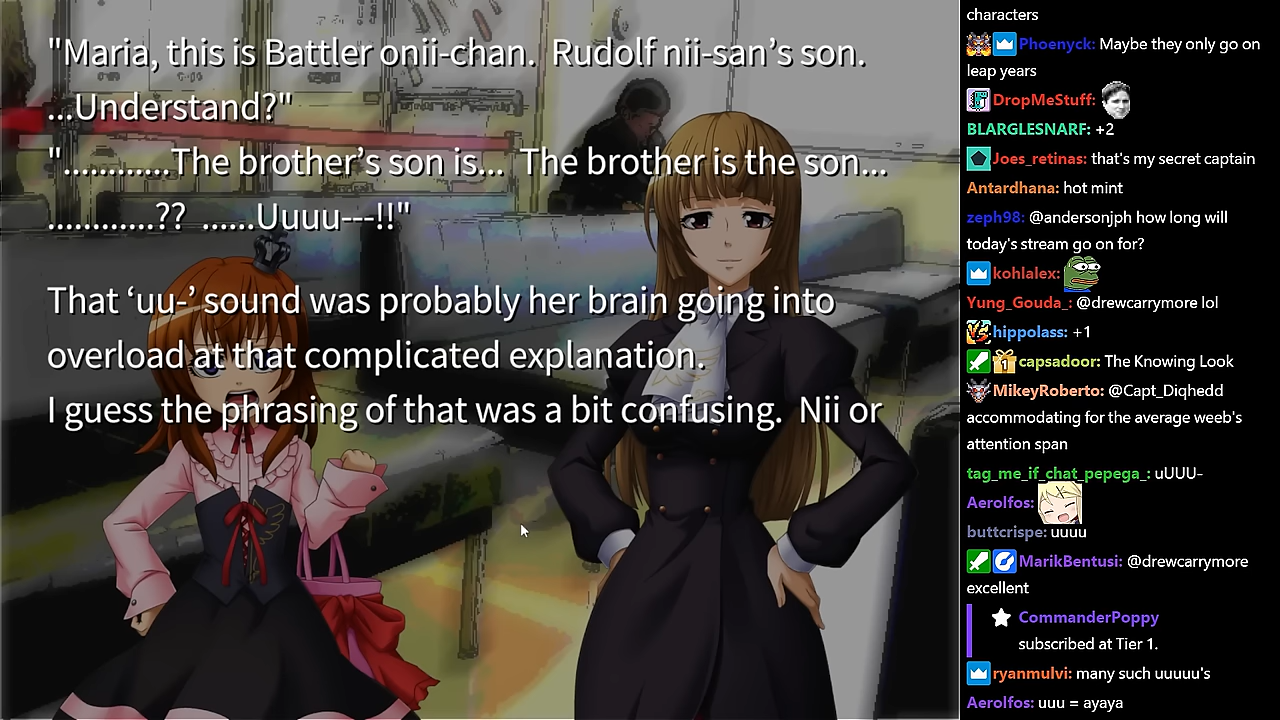 "Maria, this is Battler onii-chan.  Rudolf nii-san's son.
...Understand?"
"............The brother's son is...  The brother is the son...
............??  ......Uuuu---!!"
That ‘uu-’ sound was probably her brain going into
overload at that complicated explanation.
I guess the phrasing of that was a bit confusing.  Nii or
characters
Phoenyck: Maybe they only go on
leap years
DropMeStuff:
BLARGLESNARF: +2
Joes_retinas: that's my secret captain
Antardhana: hot mint
zeph98: @andersonjph how long will
today's stream go on for?
kohlalex:
Yung_Gouda_: @drewcarrymore lol
hippolass: +1
1
capsadoor: The Knowing Look
MikeyRoberto: @Capt_Diqhedd
accommodating for the average weeb's
attention span
tag_me_if_chat_pepega_: uUUU-
Aerolfos:
buttcrispe: uuuu
MarikBentusi: @drewcarrymore
excellent
CommanderPoppy
subscribed at Tier 1.
ryanmulvi: many such uuuuu's
Aerolfos: uuu = ayaya